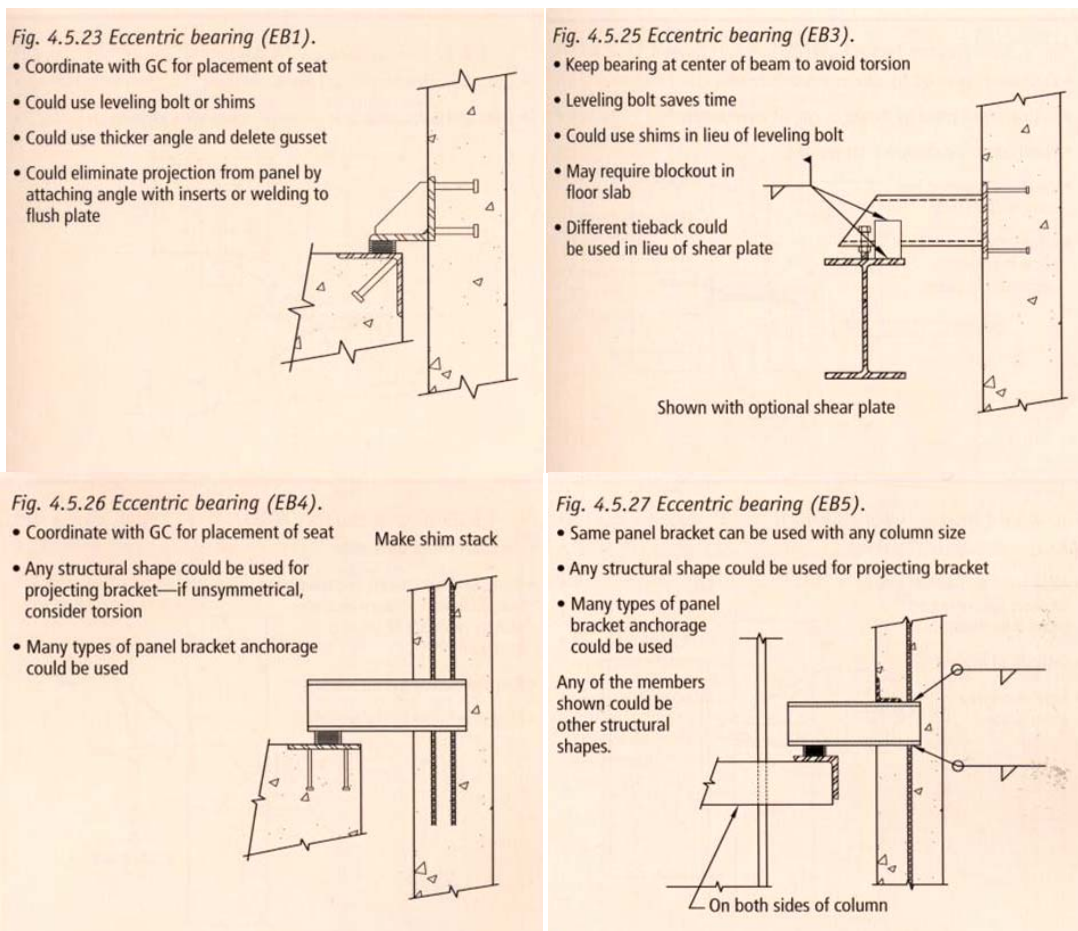 Fig. 4.5.23 Eccentric bearing (EB1).
• Coordinate with GC for placement of seat
• Could use leveling bolt or shims
• Could use thicker angle and delete gusset
• Could eliminate projection from panel by
attaching angle with inserts or welding to
flush plate
Fig. 4.5.25 Eccentric bearing (EB3).
• Keep bearing at center of beam to avoid torsion
• Leveling bolt saves time
• Could use shims in lieu of leveling bolt
• May require blockout in
floor slab
• Different tieback could
be used in lieu of shear plate
Shown with optional shear plate
Fig. 4.5.26 Eccentric bearing (EB4).
• Coordinate with GC for placement of seat
• Any structural shape could be used for
projecting bracket—if unsymmetrical,
consider torsion
• Many types of panel bracket anchorage
could be used
Make shim stack
Fig. 4.5.27 Eccentric bearing (EB5).
• Same panel bracket can be used with any column size
• Any structural shape could be used for projecting bracket
• Many types of panel
bracket anchorage
could be used
Any of the members
shown could be
other structural
shapes.
On both sides of column